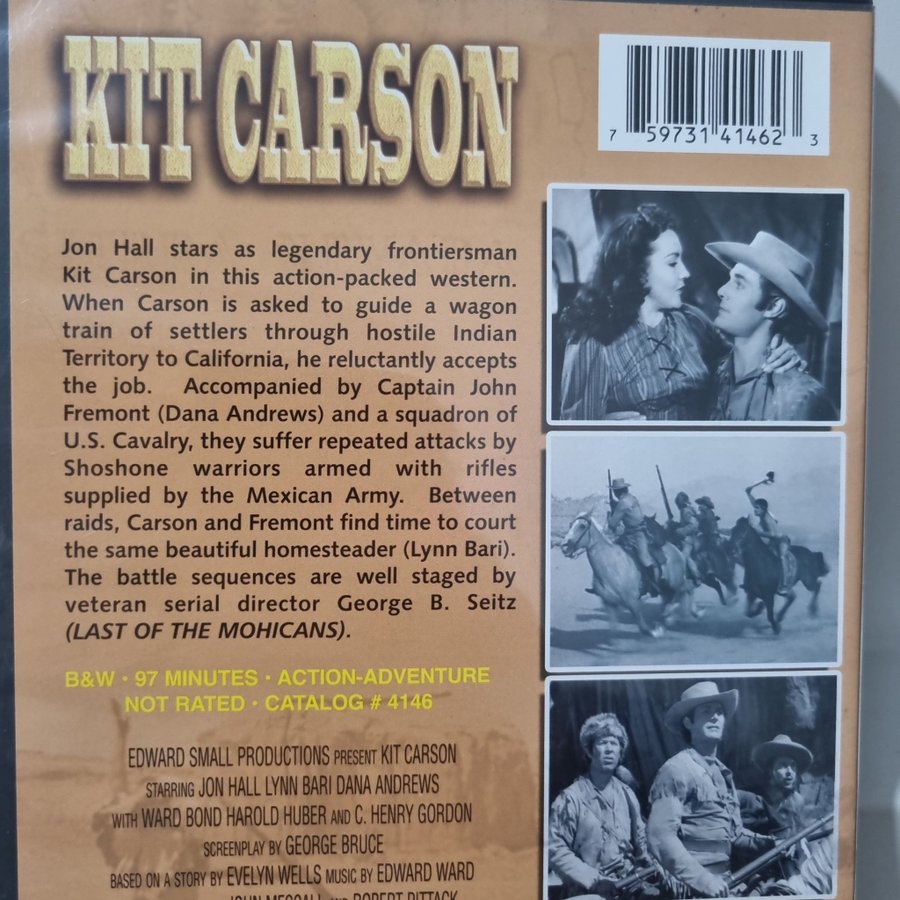 KIT CARSON
7 59731 41462 3
Jon Hall stars as legendary frontiersman
Kit Carson in this action-packed western.
When Carson is asked to guide a wagon
train of settlers through hostile Indian
Territory to California, he reluctantly accepts
the job. Accompanied by Captain John
Fremont (Dana Andrews) and a squadron of
U.S. Cavalry, they suffer repeated attacks by
Shoshone warriors armed with rifles
supplied by the Mexican Army. Between
raids, Carson and Fremont find time to court
the same beautiful homesteader (Lynn Bari).
The battle sequences are well staged by
veteran serial director George B. Seitz
(LAST OF THE MOHICANS).
B&W · 97 MINUTES · ACTION-ADVENTURE
NOT RATED · CATALOG # 4146
EDWARD SMALL PRODUCTIONS PRESENT KIT CARSON
STARRING JON HALL LYNN BARI DANA ANDREWS
WITH WARD BOND HAROLD HUBER AND C. HENRY GORDON
SCREENPLAY BY GEORGE BRUCE
BASED ON A STORY BY EVELYN WELLS MUSIC BY EDWARD WARD